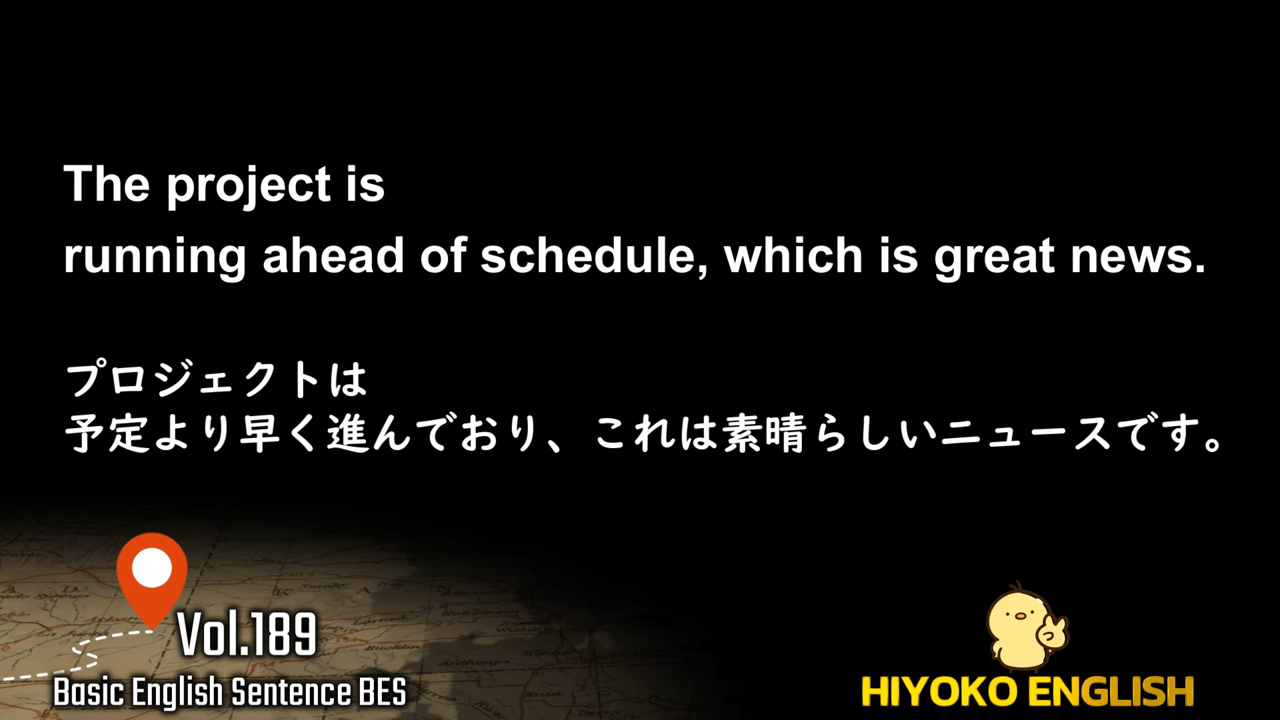 The project is
running ahead of schedule, which is great news.
プロジェクトは
予定より早く進んでおり、これは素晴らしいニュースです。
Vol.189
Basic English Sentence BES
HIYOKO ENGLISH